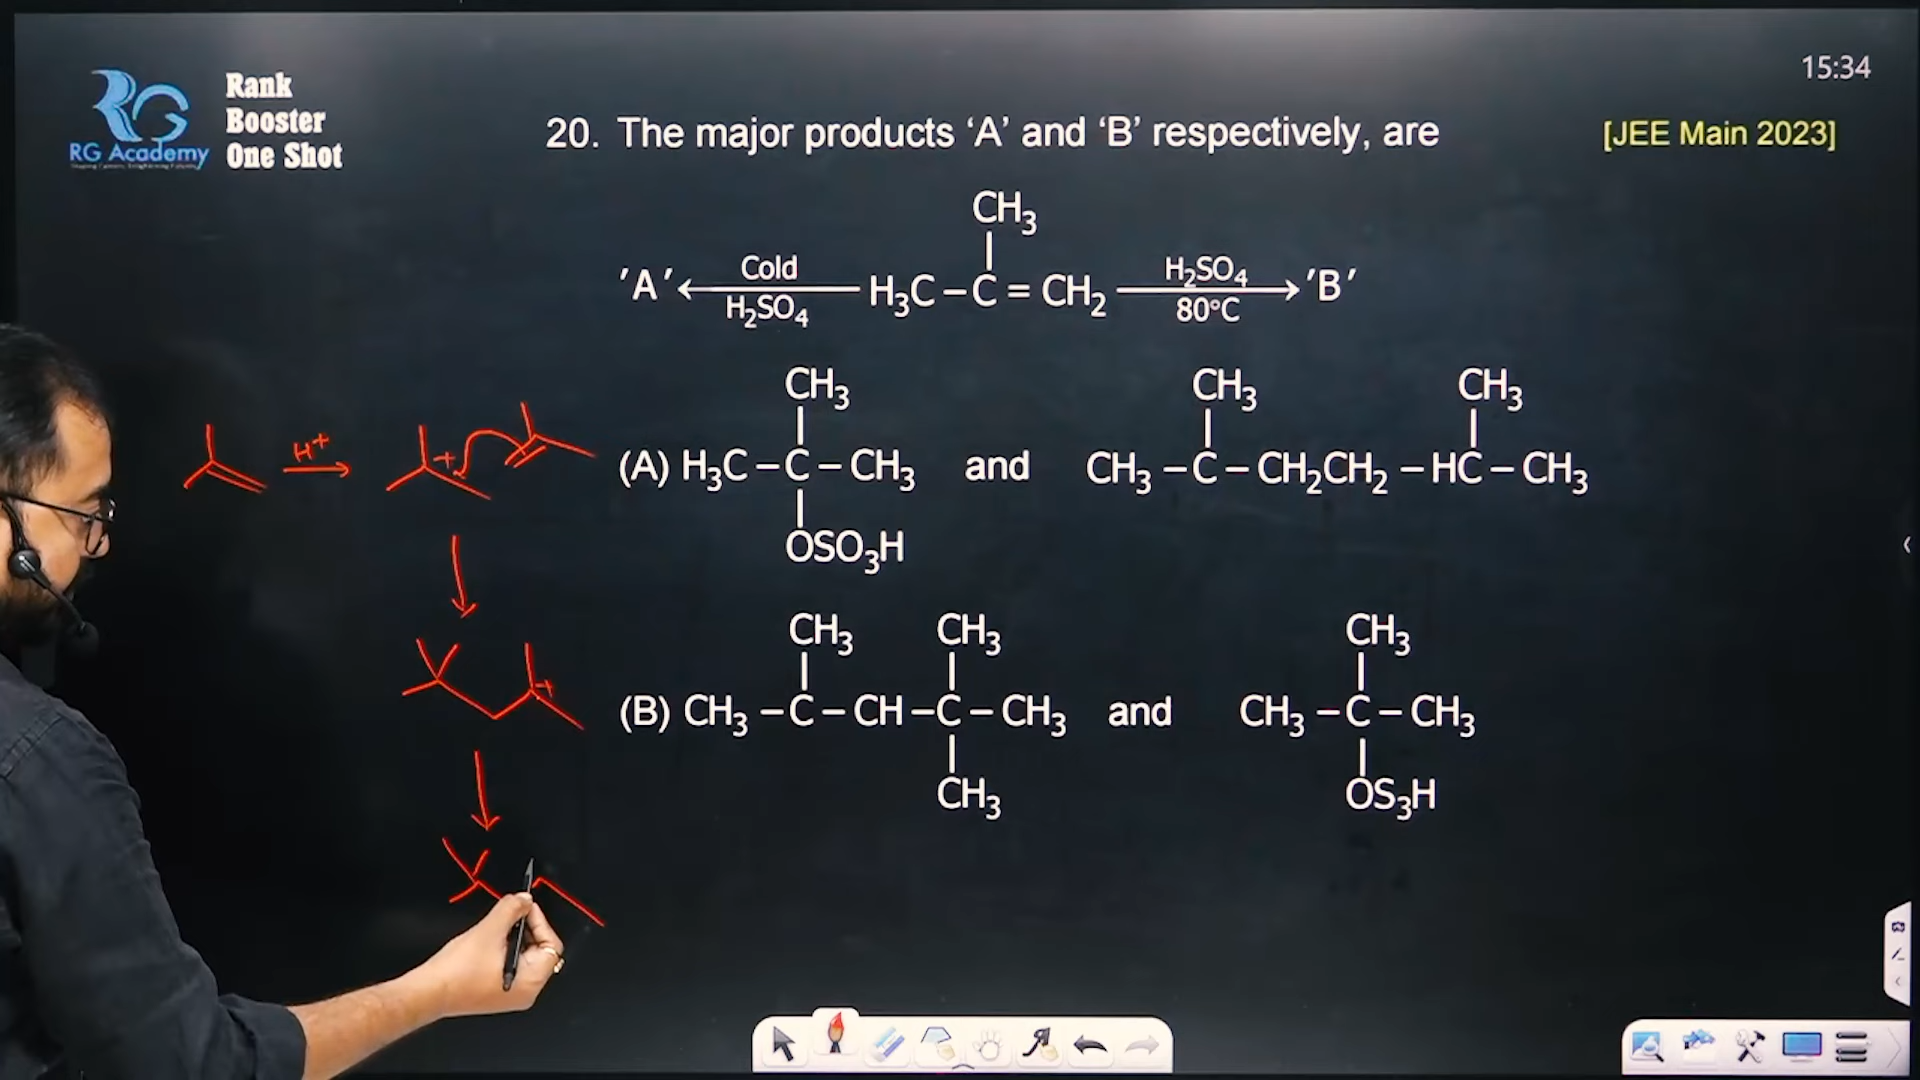 15:34
RG Academy
Rank
Booster
One Shot
20. The major products ‘A’ and ‘B’ respectively, are
[JEE Main 2023]
CH₃
'A' ← Cold H₂SO₄ H₃C – C = CH₂ H₂SO₄ 80°C → 'B'
H⁺
+
CH₃ CH₃ CH₃
(A) H₃C – C – CH₃ and CH₃ – C – CH₂CH₂ – HC – CH₃
OSO₃H
+
CH₃ CH₃ CH₃
(B) CH₃ – C – CH – C – CH₃ and CH₃ – C – CH₃
CH₃ OS₃H